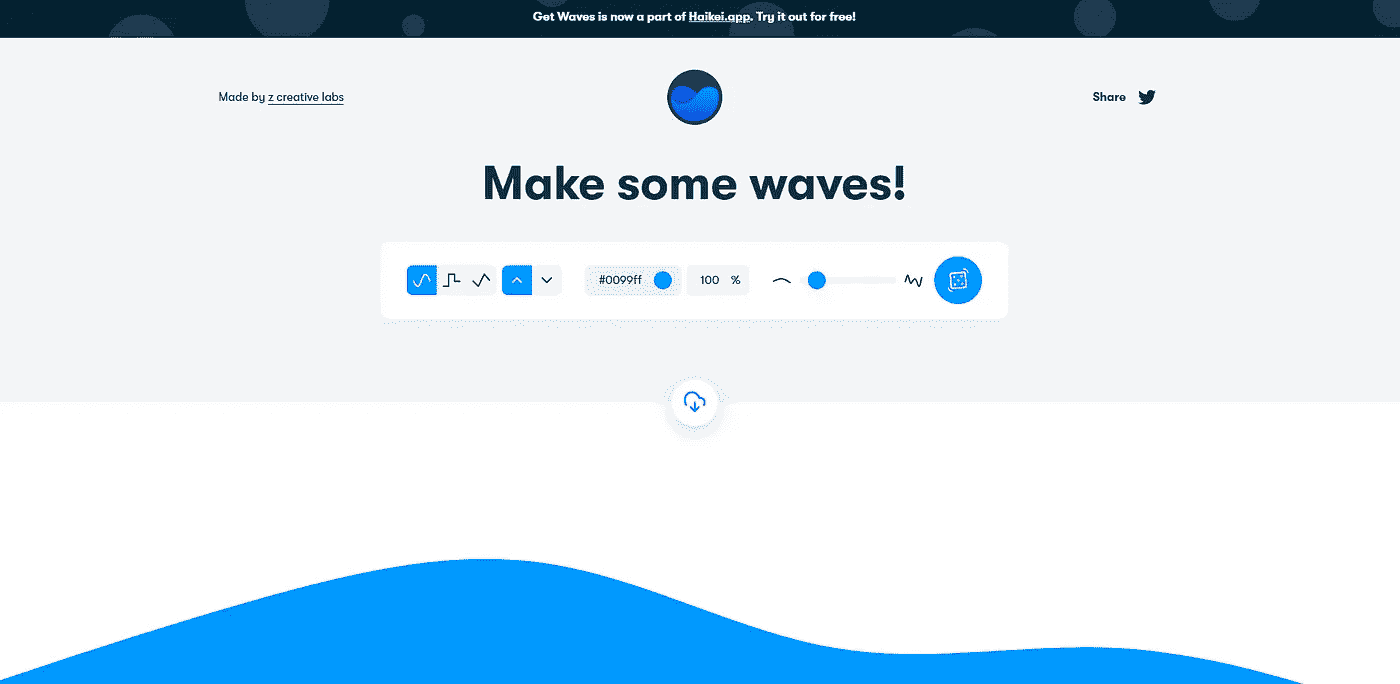 Get Waves is now a part of Haikei.app. Try it out for free!
Made by z creative labs
Share
Make some waves!
#0099ff 100 %